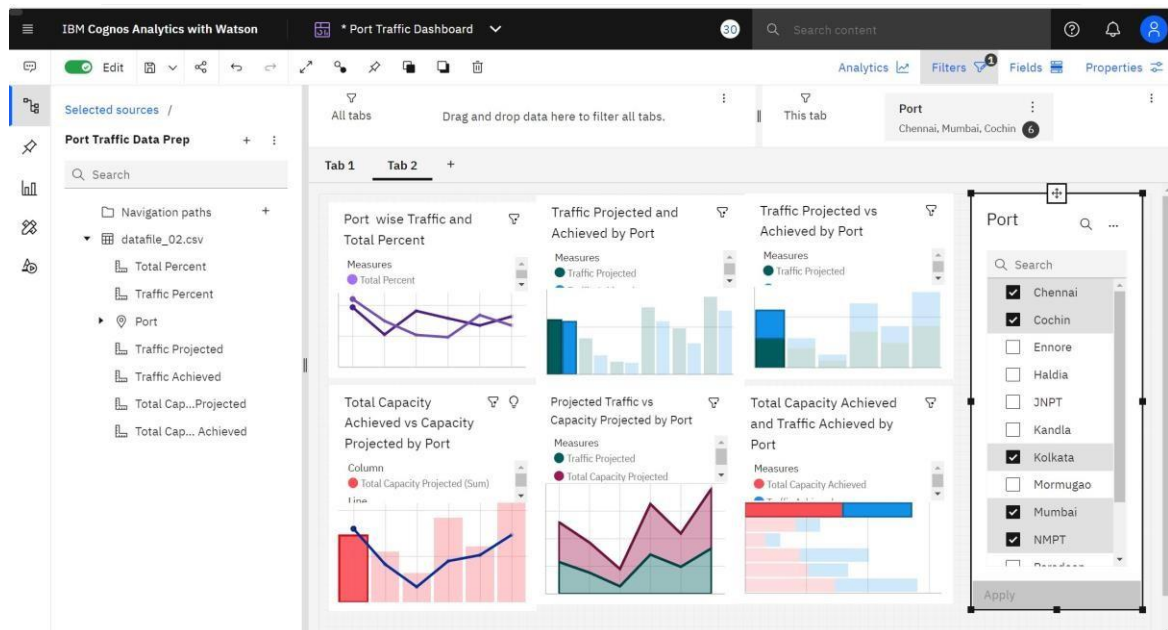 IBM Cognos Analytics with Watson
* Port Traffic Dashboard
30
Search content
Edit
Analytics
Filters
1
Fields
Properties
Selected sources /
Port Traffic Data Prep
Search
Navigation paths
datafile_02.csv
Total Percent
Traffic Percent
Port
Traffic Projected
Traffic Achieved
Total Cap...Projected
Total Cap... Achieved
All tabs
Drag and drop data here to filter all tabs.
This tab
Port
Chennai, Mumbai, Cochin 6
Tab 1
Tab 2
Port wise Traffic and
Total Percent
Measures
Total Percent
Traffic Projected and
Achieved by Port
Measures
Traffic Projected
Traffic Projected vs
Achieved by Port
Measures
Traffic Projected
Total Capacity
Achieved vs Capacity
Projected by Port
Column
Total Capacity Projected (Sum)
Line
Projected Traffic vs
Capacity Projected by Port
Measures
Traffic Projected
Total Capacity Projected
Total Capacity Achieved
and Traffic Achieved by
Port
Measures
Total Capacity Achieved
Traffic Achieved
Port
Search
Chennai
Cochin
Ennore
Haldia
JNPT
Kandla
Kolkata
Mormugao
Mumbai
NMPT
Apply